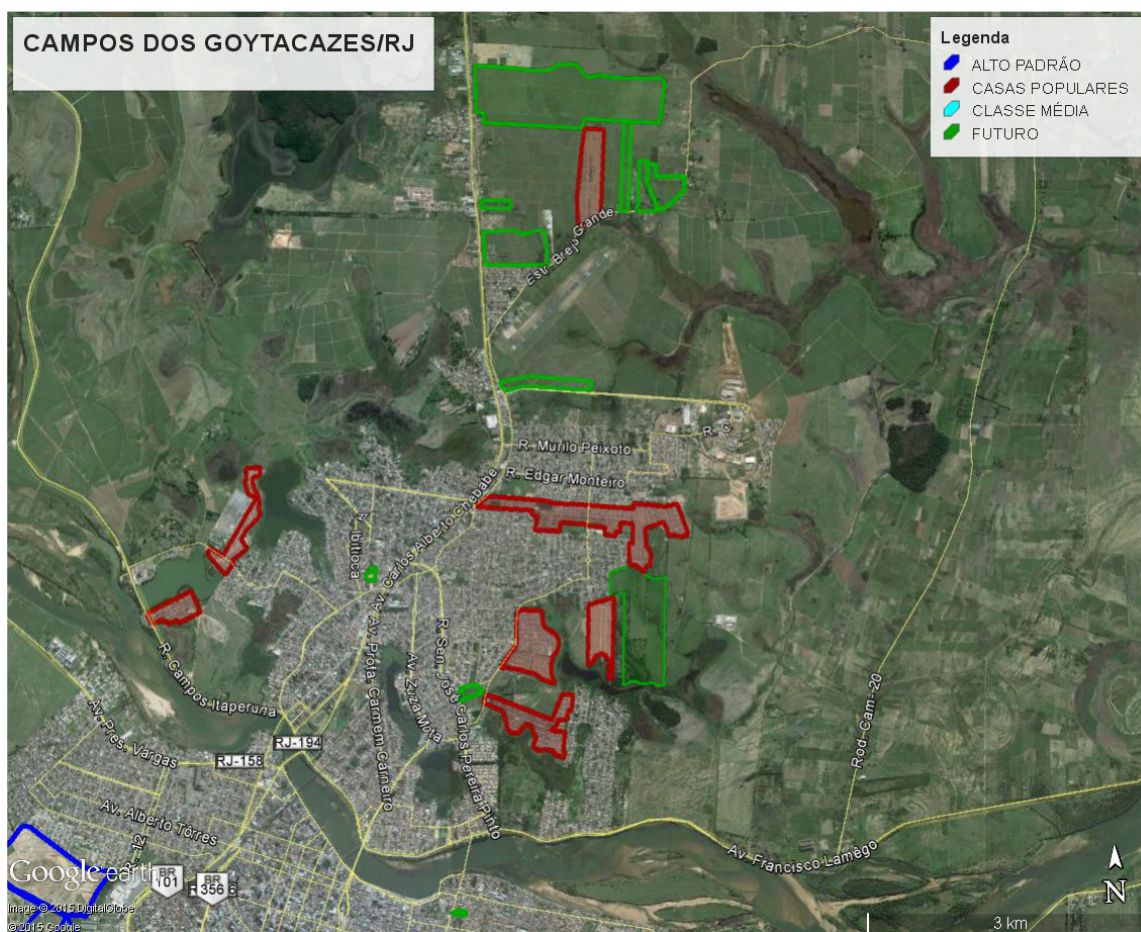 CAMPOS DOS GOYTACAZES/RJ
Legenda
ALTO PADRÃO
CASAS POPULARES
CLASSE MÉDIA
FUTURO
Estr. Brejo Grande
R. Murilo Peixoto
R. C
R. Edgar Monteiro
Av. Carlos Alberto Chebabe
Av. Profa. Carmem Carneiro
Av. Zuza Mota
R. Sen. José Carlos Pereira Pinto
R. Campos Itaperuna
Av. Pres. Vargas
RJ-194
RJ-158
Av. Alberto Tôrres
Rod. Cam - 20
Av. Francisco Lamêgo
BR
101
BR
356
Google earth
Image © 2015 DigitalGlobe
© 2015 Google
N
3 km